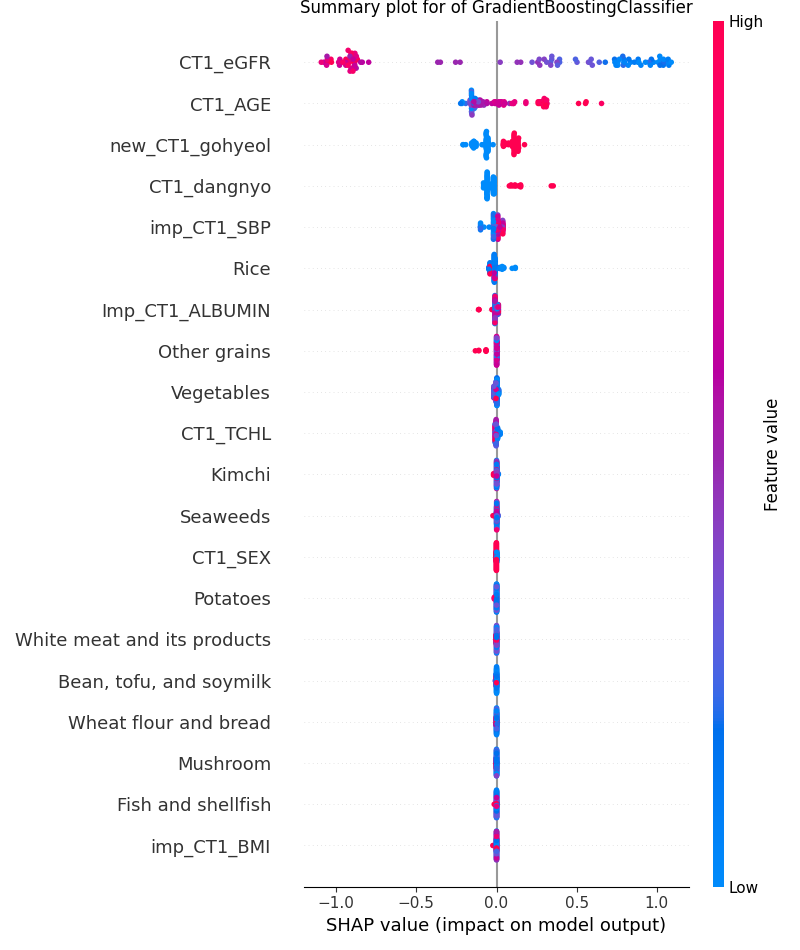 Summary plot for of GradientBoostingClassifier
High
CT1_eGFR
CT1_AGE
new_CT1_gohyeol
CT1_dangnyo
imp_CT1_SBP
Rice
Imp_CT1_ALBUMIN
Other grains
Vegetables
CT1_TCHL
Kimchi
Seaweeds
CT1_SEX
Potatoes
White meat and its products
Bean, tofu, and soymilk
Wheat flour and bread
Mushroom
Fish and shellfish
imp_CT1_BMI
Feature value
Low
−1.0 −0.5 0.0 0.5 1.0
SHAP value (impact on model output)